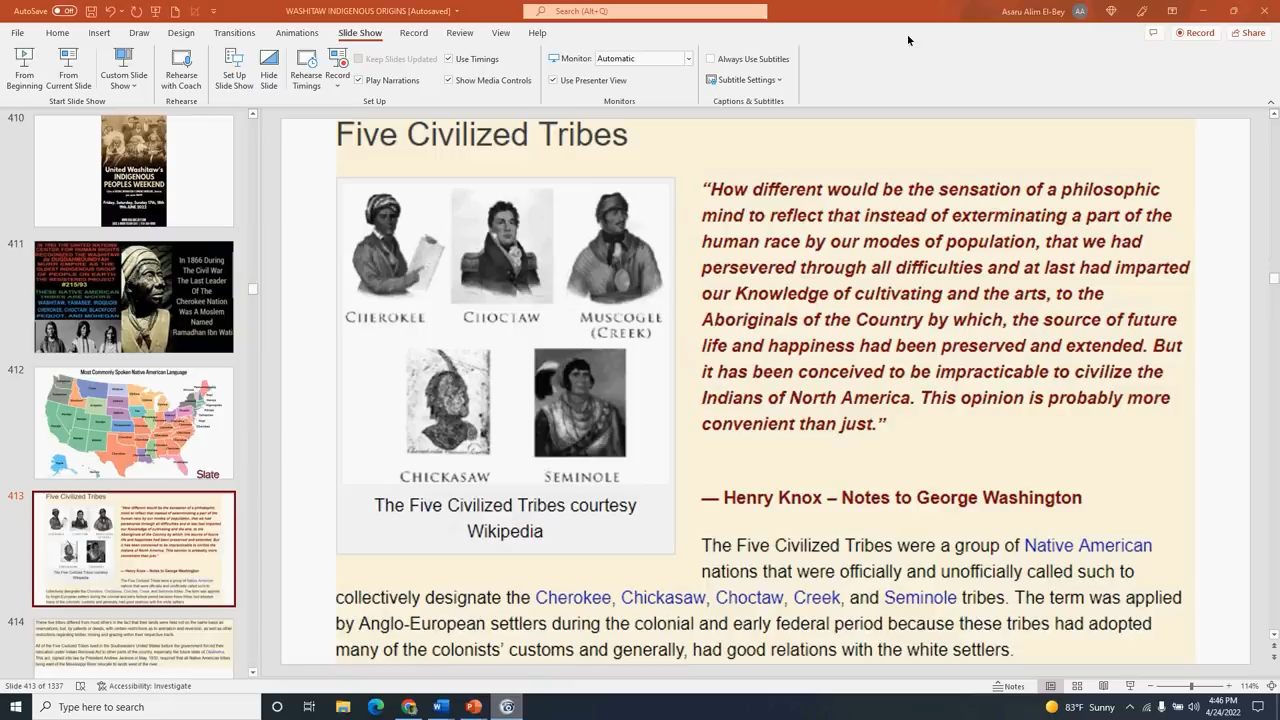 AutoSave Off
WASHITAW INDIGENOUS ORIGINS [Autosaved]
Search (Alt+Q)
Asaru Alim El-Bey AA
File Home Insert Draw Design Transitions Animations Slide Show Record Review View Help
Record Share
From Beginning
From Current Slide
Custom Slide Show
Rehearse with Coach
Set Up Slide Show
Hide Slide
Rehearse Timings
Record
Keep Slides Updated
Play Narrations
Use Timings
Show Media Controls
Monitor: Automatic
Use Presenter View
Always Use Subtitles
Subtitle Settings
Start Slide Show
Rehearse
Set Up
Monitors
Captions & Subtitles
410
United Washitaw's
INDIGENOUS
PEOPLES WEEKEND
411
In 1866 During
The Civil War
The Last Leader
Of The
Cherokee Nation
Was A Moslem
Named
Ramadhan Ibn Wati
#215/93
412
Most Commonly Spoken Native American Language
Slate
413
Five Civilized Tribes
414
Five Civilized Tribes
CHEROKEE
CHOCTAW
MUSCOGEE
(CREEK)
CHICKASAW
SEMINOLE
The Five Civilized Tribes courtesy
Wikipedia
“How different would be the sensation of a philosophic
mind to reflect that instead of exterminating a part of the
human race by our modes of population, that we had
persevered through all difficulties and at last had imparted
our Knowledge of cultivating and the arts, to the
Aboriginals of the Country by which, the source of future
life and happiness had been preserved and extended. But
it has been conceived to be impracticable to civilize the
Indians of North America. This opinion is probably more
convenient than just.”
— Henry Knox – Notes to George Washington
The Five Civilized Tribes were a group of Native American
nations that were officially and unofficially called such to
collectively designate the Cherokee, Chickasaw, Choctaw, Creek, and Seminole tribes. The term was applied
by Anglo-European settlers during the colonial and early federal period because these tribes had adopted
many of the colonists' customs and generally, had good relations with the white settlers.
Slide 413 of 1337
Accessibility: Investigate
Notes
114%
Type here to search
83°F Sunny
4:46 PM
4/24/2022